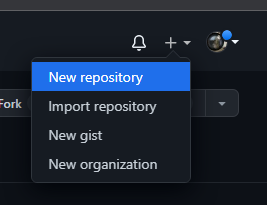 New repository
Fork
Import repository
New gist
New organization